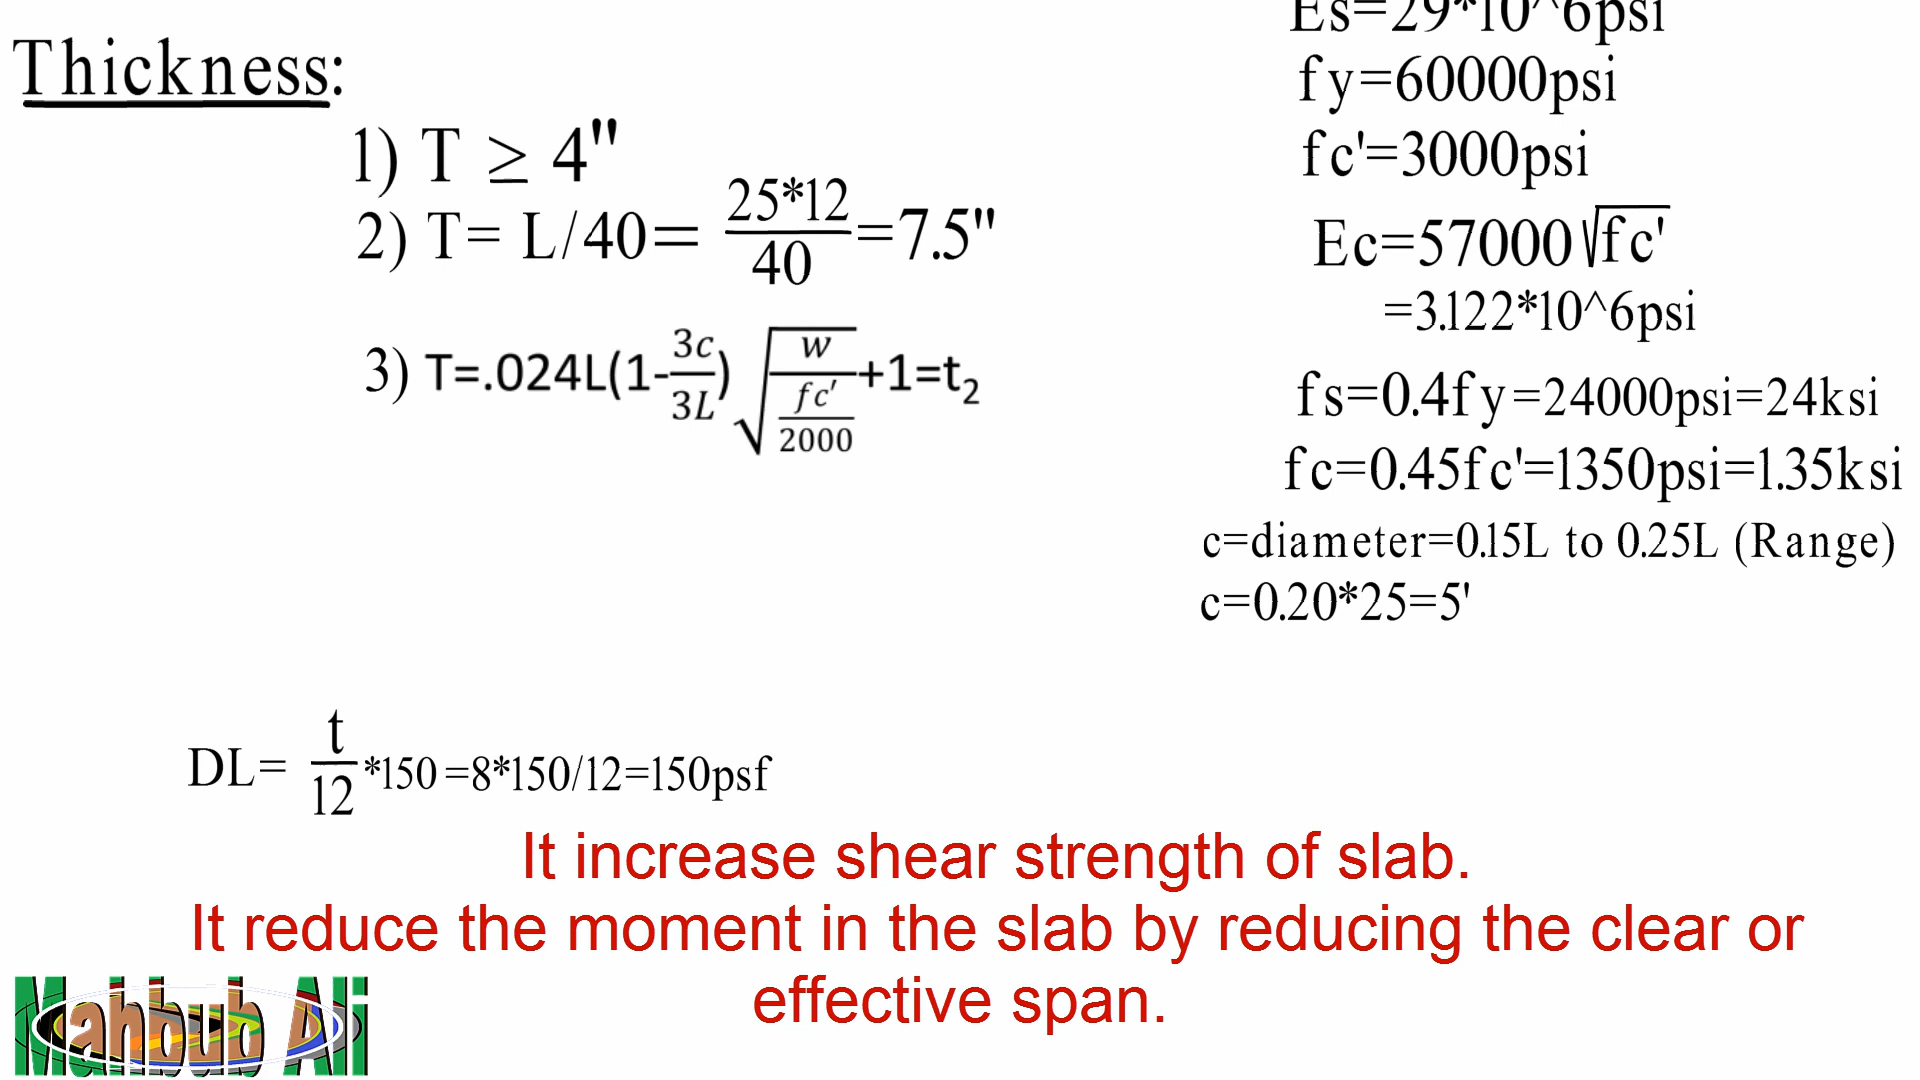 Es=29*10^6psi
Thickness:
fy=60000psi
1) T ≥ 4"
fc'=3000psi
2) T= L/40= 25*12/40 =7.5"
Ec=57000√fc'
=3.122*10^6psi
3) T=.024L(1-3c/3L)√(w/(fc'/2000))+1=t₂
fs=0.4fy=24000psi=24ksi
fc=0.45fc'=1350psi=1.35ksi
c=diameter=0.15L to 0.25L (Range)
c=0.20*25=5'
DL= t/12 *150=8*150/12=150psf
It increase shear strength of slab.
It reduce the moment in the slab by reducing the clear or
effective span.
Mahbub Ali